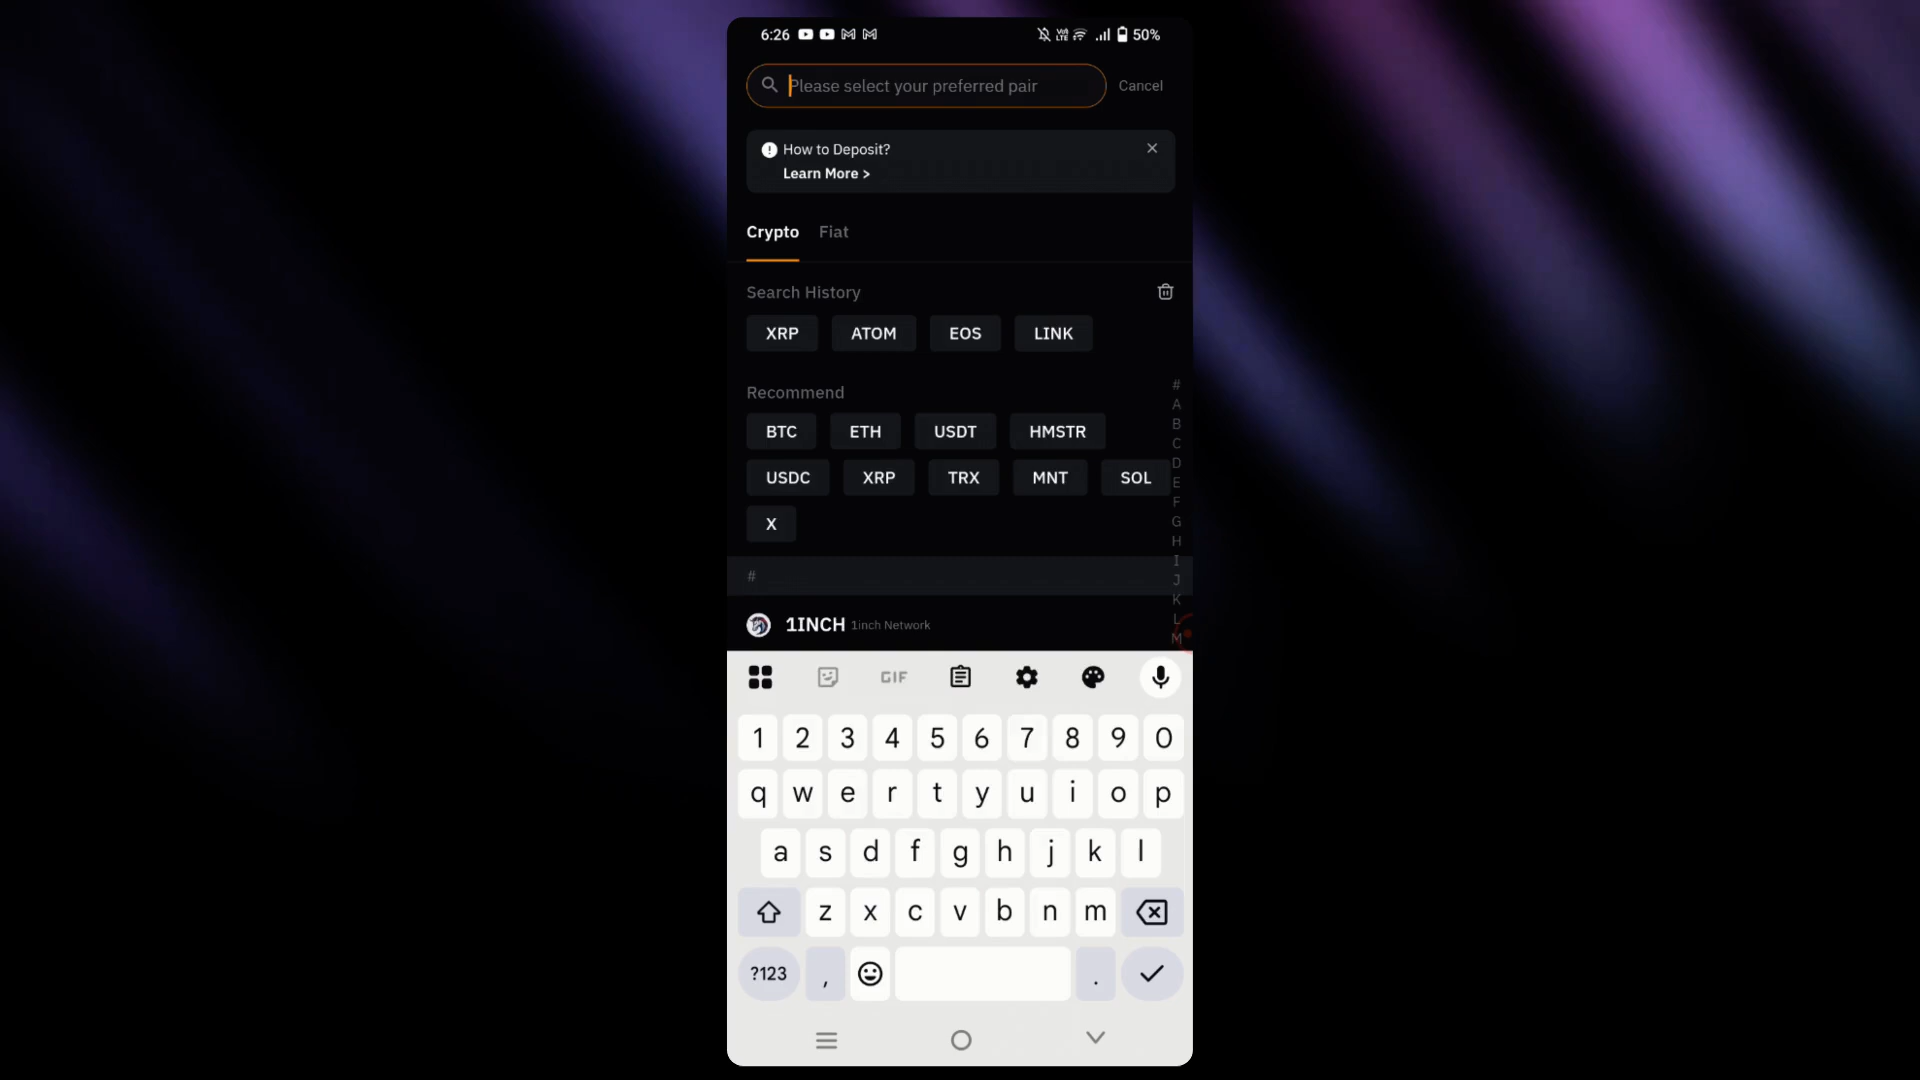 6:26 50%
Please select your preferred pair Cancel
How to Deposit?
Learn More >
Crypto Fiat
Search History
XRP ATOM EOS LINK
Recommend
BTC ETH USDT HMSTR
USDC XRP TRX MNT SOL
X
#
A
B
C
D
E
F
G
H
I
J
K
L
M
#
1INCH 1inch Network
GIF
1 2 3 4 5 6 7 8 9 0
q w e r t y u i o p
a s d f g h j k l
z x c v b n m
?123 , .